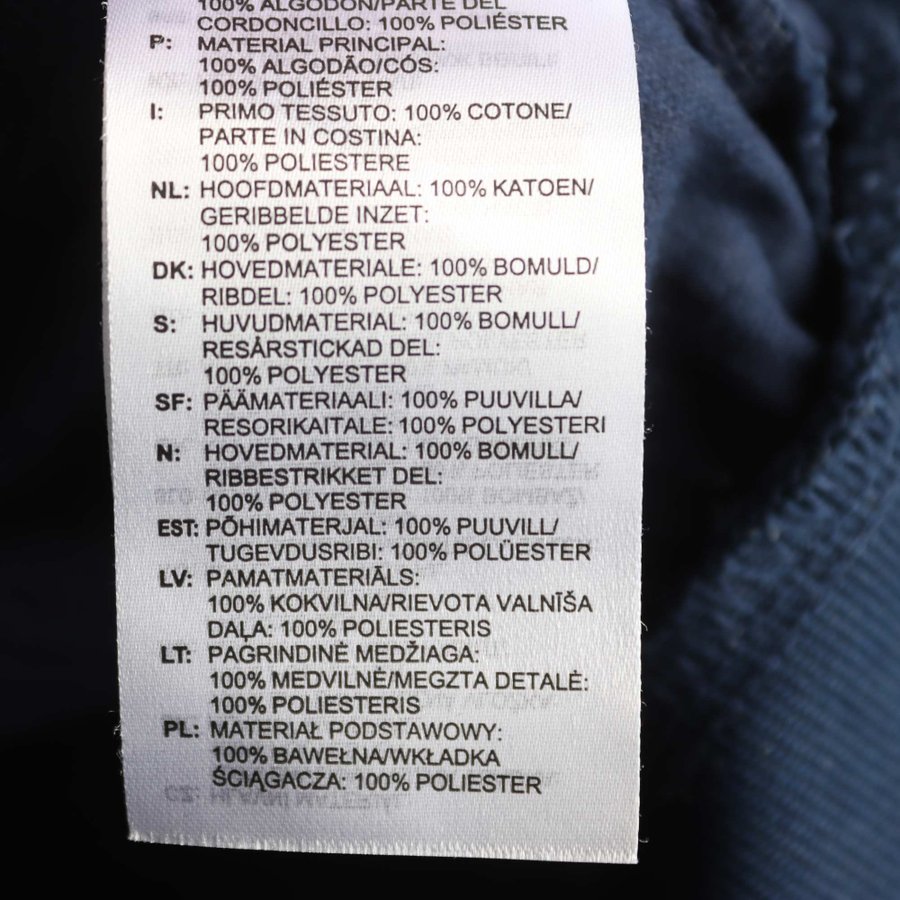 100% ALGODÓN/PARTE DEL
CORDONCILLO: 100% POLIÉSTER
P: MATERIAL PRINCIPAL:
100% ALGODÃO/CÓS:
100% POLIÉSTER
I: PRIMO TESSUTO: 100% COTONE/
PARTE IN COSTINA:
100% POLIESTERE
NL: HOOFDMATERIAAL: 100% KATOEN/
GERIBBELDE INZET:
100% POLYESTER
DK: HOVEDMATERIALE: 100% BOMULD/
RIBDEL: 100% POLYESTER
S: HUVUDMATERIAL: 100% BOMULL/
RESÅRSTICKAD DEL:
100% POLYESTER
SF: PÄÄMATERIAALI: 100% PUUVILLA/
RESORIKAITALE: 100% POLYESTERI
N: HOVEDMATERIAL: 100% BOMULL/
RIBBESTRIKKET DEL:
100% POLYESTER
EST: PÕHIMATERJAL: 100% PUUVILL/
TUGEVDUSRIBI: 100% POLÜESTER
LV: PAMATMATERIĀLS:
100% KOKVILNA/RIEVOTA VALNĪŠA
DAĻA: 100% POLIESTERIS
LT: PAGRINDINĖ MEDŽIAGA:
100% MEDVILNĖ/MEGZTA DETALĖ:
100% POLIESTERIS
PL: MATERIAŁ PODSTAWOWY:
100% BAWEŁNA/WKŁADKA
ŚCIĄGACZA: 100% POLIESTER